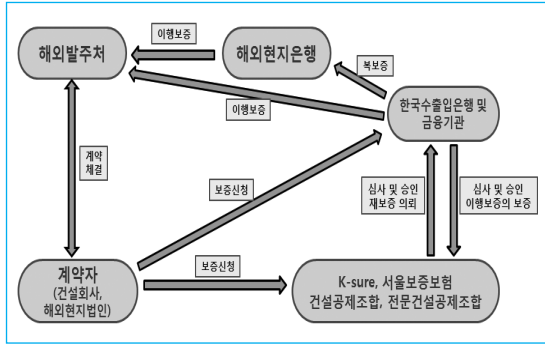 이행보증
해외발주처
해외현지은행
복보증
이행보증
한국수출입은행 및
금융기관
계약
체결
보증신청
심사 및 승인
재보증 의뢰
심사 및 승인
이행보증의 보증
계약자
(건설회사,
해외현지법인)
보증신청
K-sure, 서울보증보험
건설공제조합, 전문건설공제조합